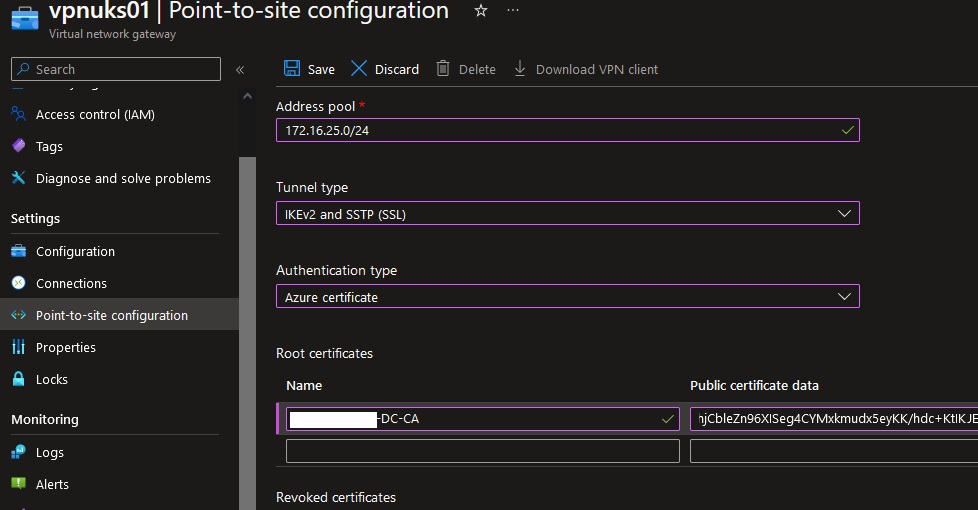 vpnuks01 | Point-to-site configuration
Virtual network gateway
Search
Save Discard Delete Download VPN client
Access control (IAM)
Tags
Diagnose and solve problems
Settings
Configuration
Connections
Point-to-site configuration
Properties
Locks
Monitoring
Logs
Alerts
Address pool *
172.16.25.0/24
Tunnel type
IKEv2 and SSTP (SSL)
Authentication type
Azure certificate
Root certificates
Name Public certificate data
-DC-CA
Revoked certificates